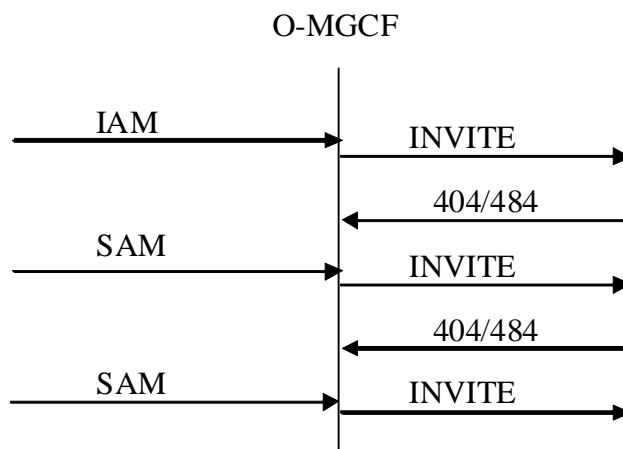 O-MGCF
IAM
INVITE
404/484
SAM
INVITE
404/484
SAM
INVITE